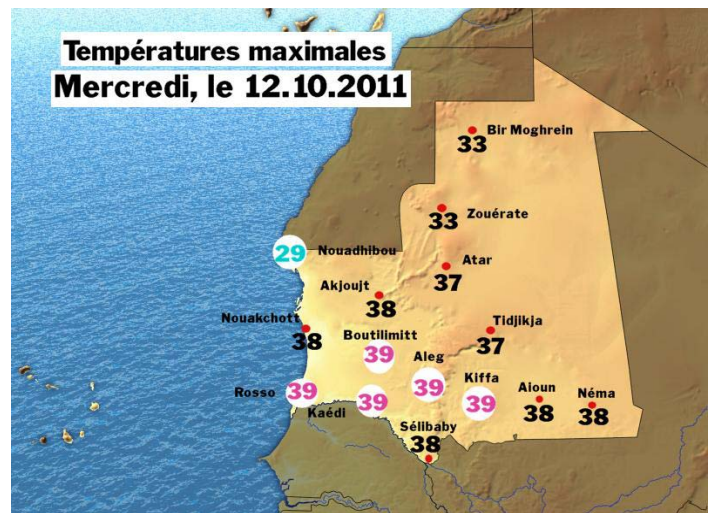 Températures maximales
Mercredi, le 12.10.2011
Bir Moghrein
33
Zouérate
33
29 Nouadhibou
Atar
37
Akjoujt
38
Nouakchott
38
Tidjikja
37
Boutilimitt
39
Aleg
39
Kiffa
39
Aioun
38
Néma
38
Rosso 39
Kaédi 39
Sélibaby
38